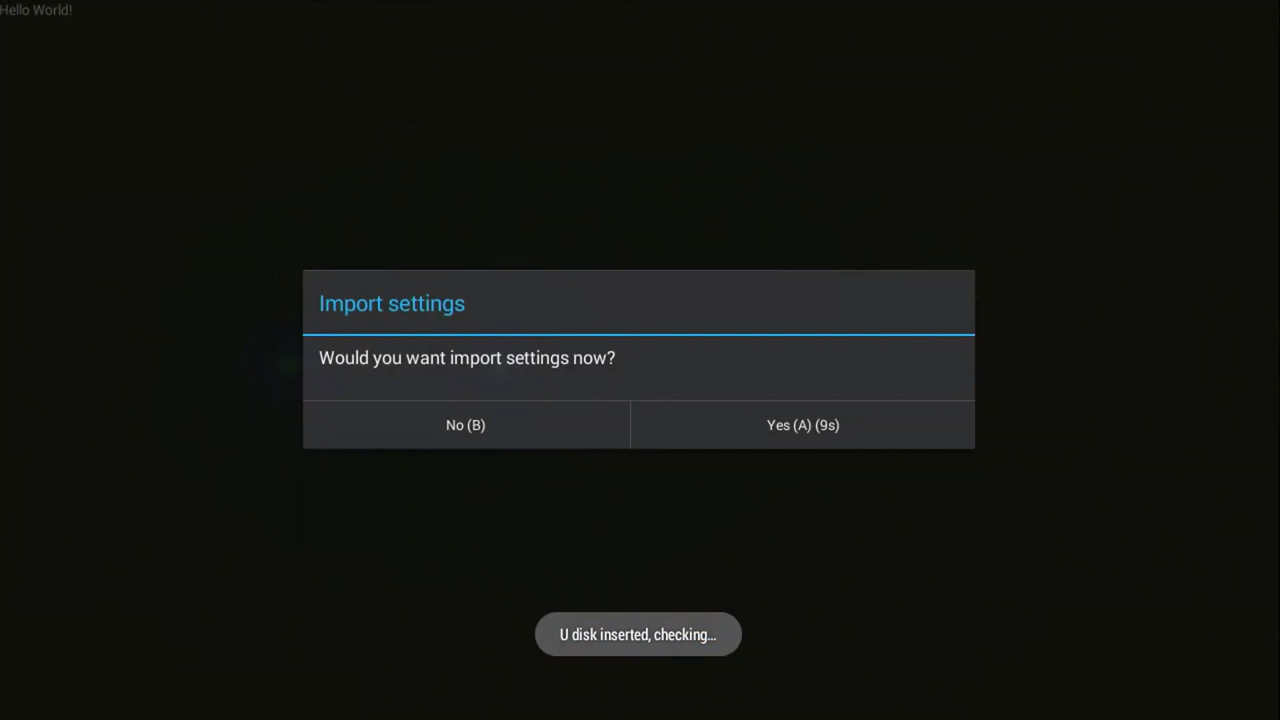 Hello World!
Import settings
Would you want import settings now?
No (B)
Yes (A) (9s)
U disk inserted, checking...